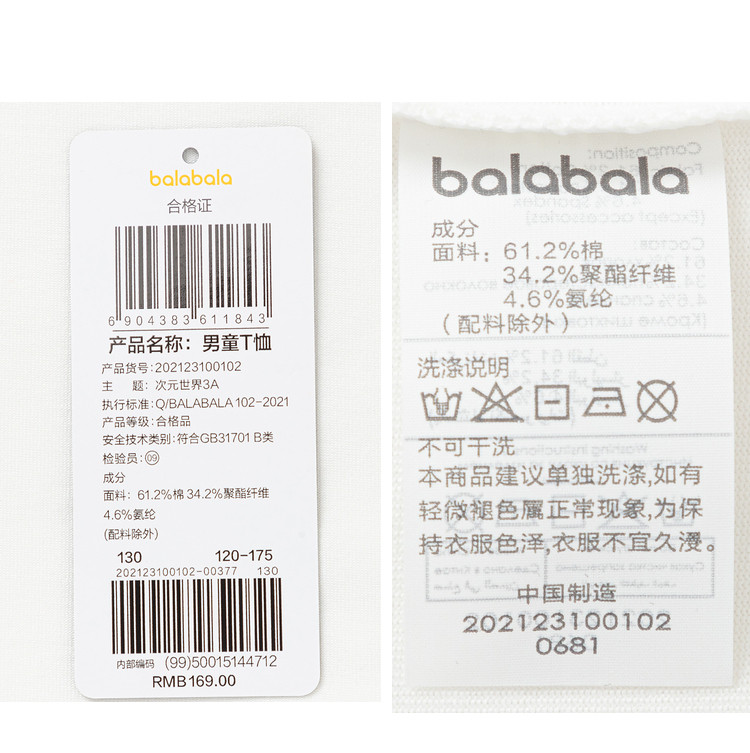 balabala
合格证
6 904383 611843
产品名称：男童T恤
产品货号：202123100102
主 题：次元世界3A
执行标准：Q/BALABALA 102-2021
产品等级：合格品
安全技术类别：符合GB31701 B类
检验员：09
成分
面料：61.2%棉 34.2%聚酯纤维
4.6%氨纶
(配料除外)
130 120-175
202123100102-00377 130
内部编码 (99)50015144712
RMB169.00
balabala
成分
面料：61.2%棉
34.2%聚酯纤维
4.6%氨纶
(配料除外)
洗涤说明
不可干洗
本商品建议单独洗涤,如有
轻微褪色属正常现象,为保
持衣服色泽,衣服不宜久浸。
中国制造
202123100102
0681